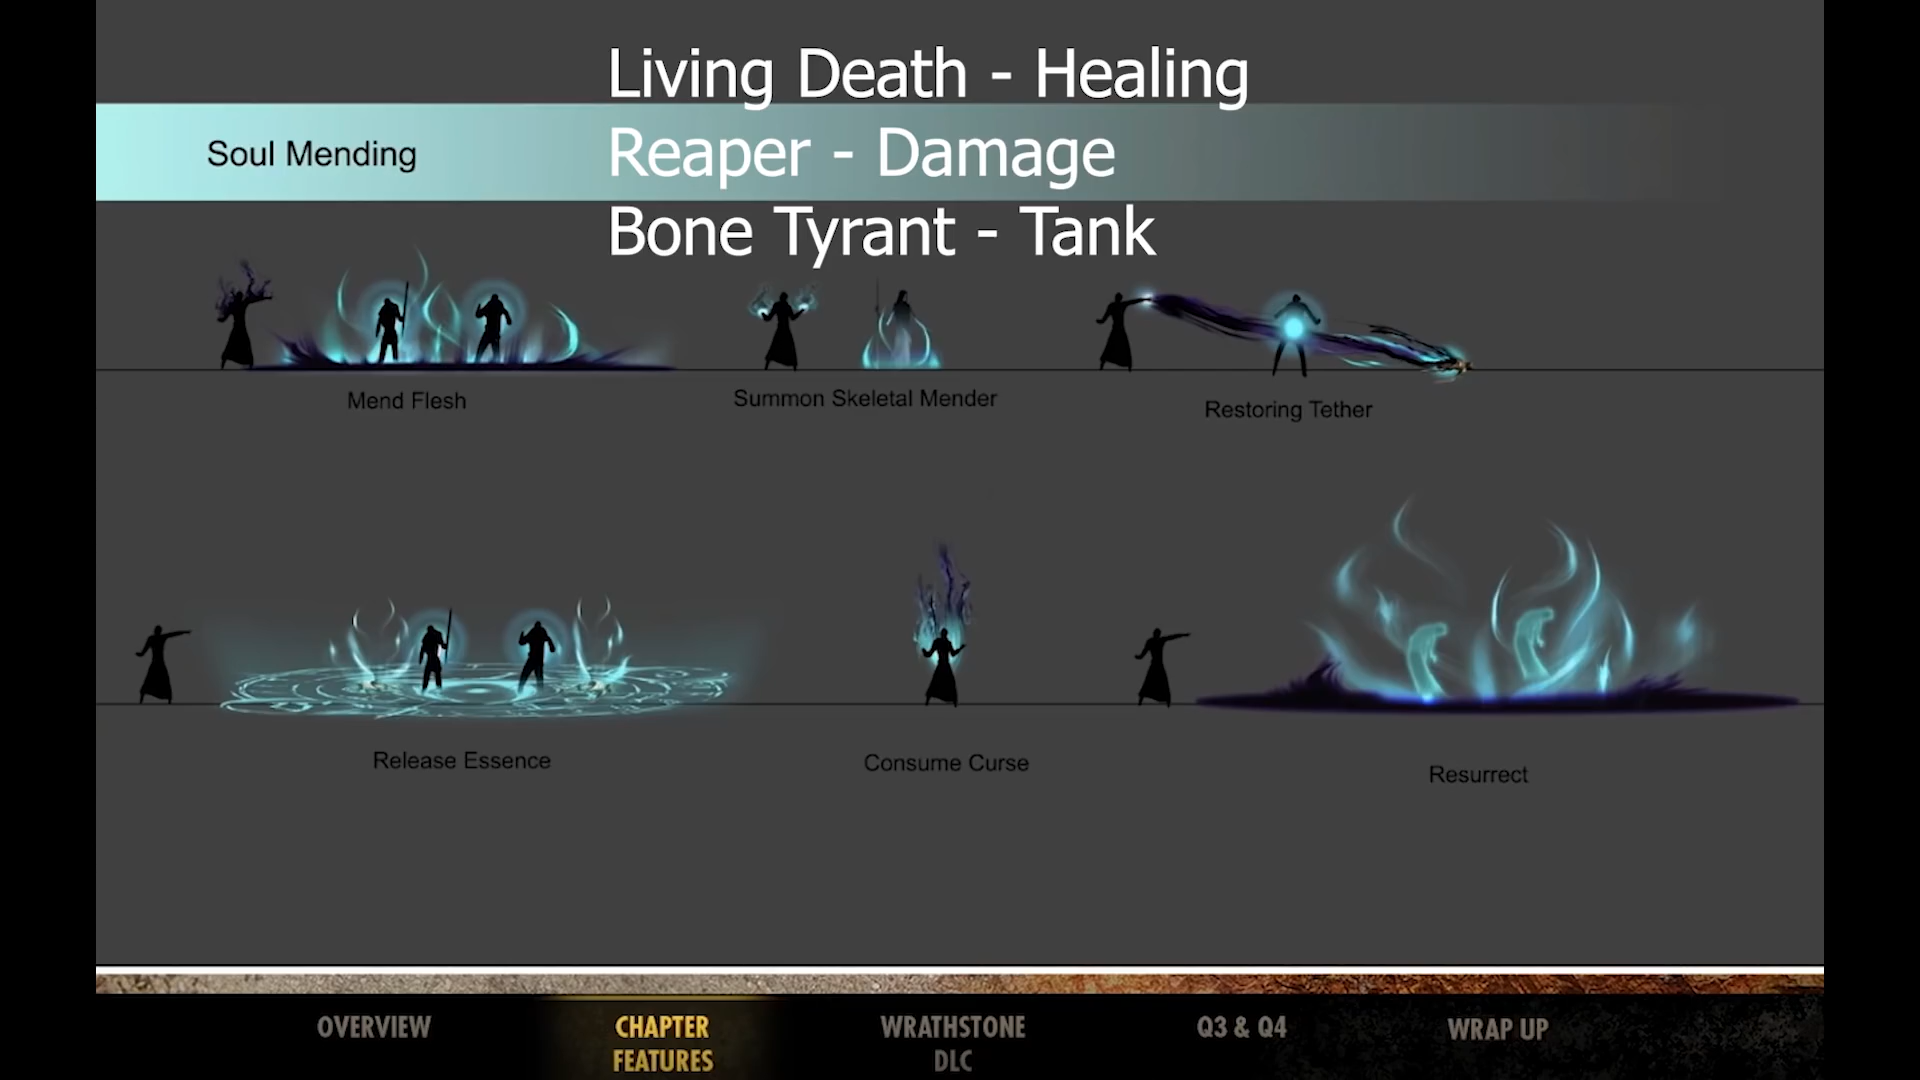 Living Death - Healing
Soul Mending
Reaper - Damage
Bone Tyrant - Tank
Mend Flesh
Summon Skeletal Mender
Restoring Tether
Release Essence
Consume Curse
Resurrect
OVERVIEW
CHAPTER
FEATURES
WRATHSTONE
DLC
Q3 & Q4
WRAP UP